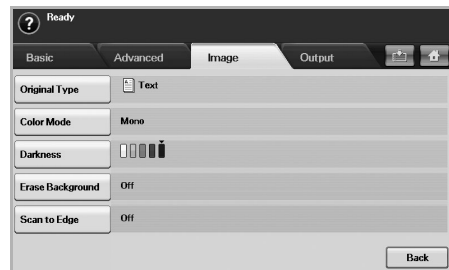 ? Ready
Basic Advanced Image Output
Original Type Text
Color Mode Mono
Darkness
Erase Background Off
Scan to Edge Off
Back